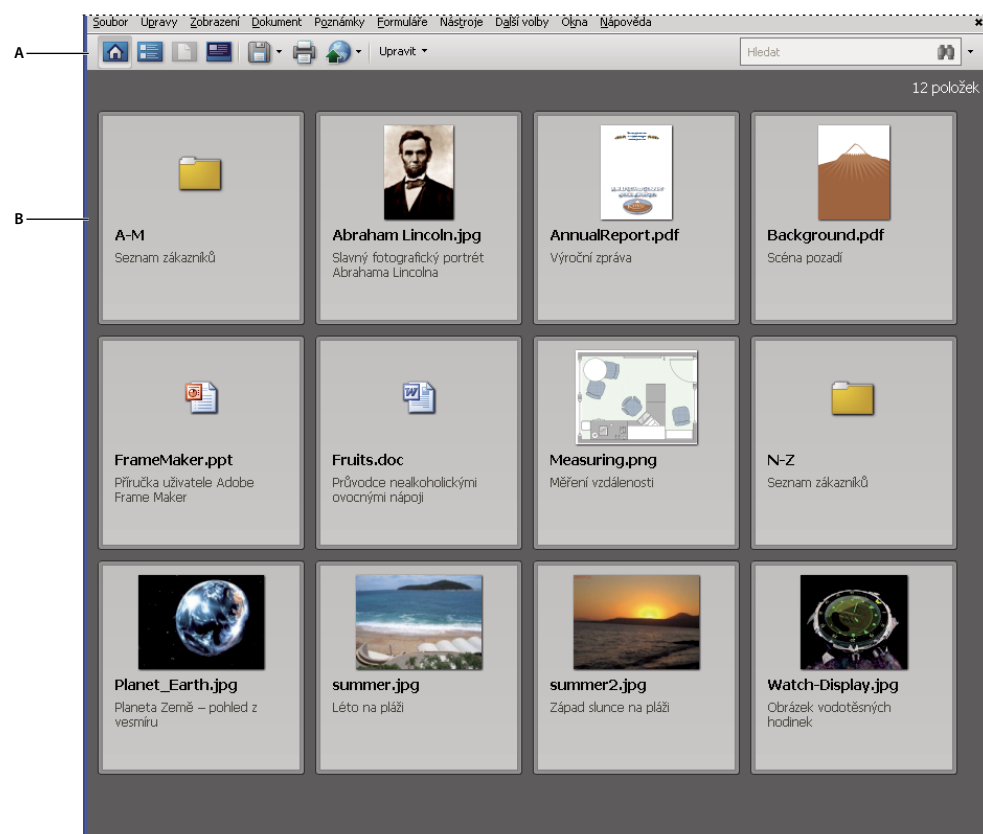 Soubor Úpravy Zobrazení Dokument Poznámky Formuláře Nástroje Další volby Okna Nápověda
A
Upravit
Hledat
12 položek
B
A-M
Seznam zákazníků
Abraham Lincoln.jpg
Slavný fotografický portrét
Abrahama Lincolna
AnnualReport.pdf
Výroční zpráva
Background.pdf
Scéna pozadí
FrameMaker.ppt
Příručka uživatele Adobe
Frame Maker
Fruits.doc
Průvodce nealkoholickými
ovocnými nápoji
Measuring.png
Měření vzdálenosti
N-Z
Seznam zákazníků
Planet_Earth.jpg
Planeta Země – pohled z
vesmíru
summer.jpg
Léto na pláži
summer2.jpg
Západ slunce na pláži
Watch-Display.jpg
Obrázek vodotěsných
hodinek